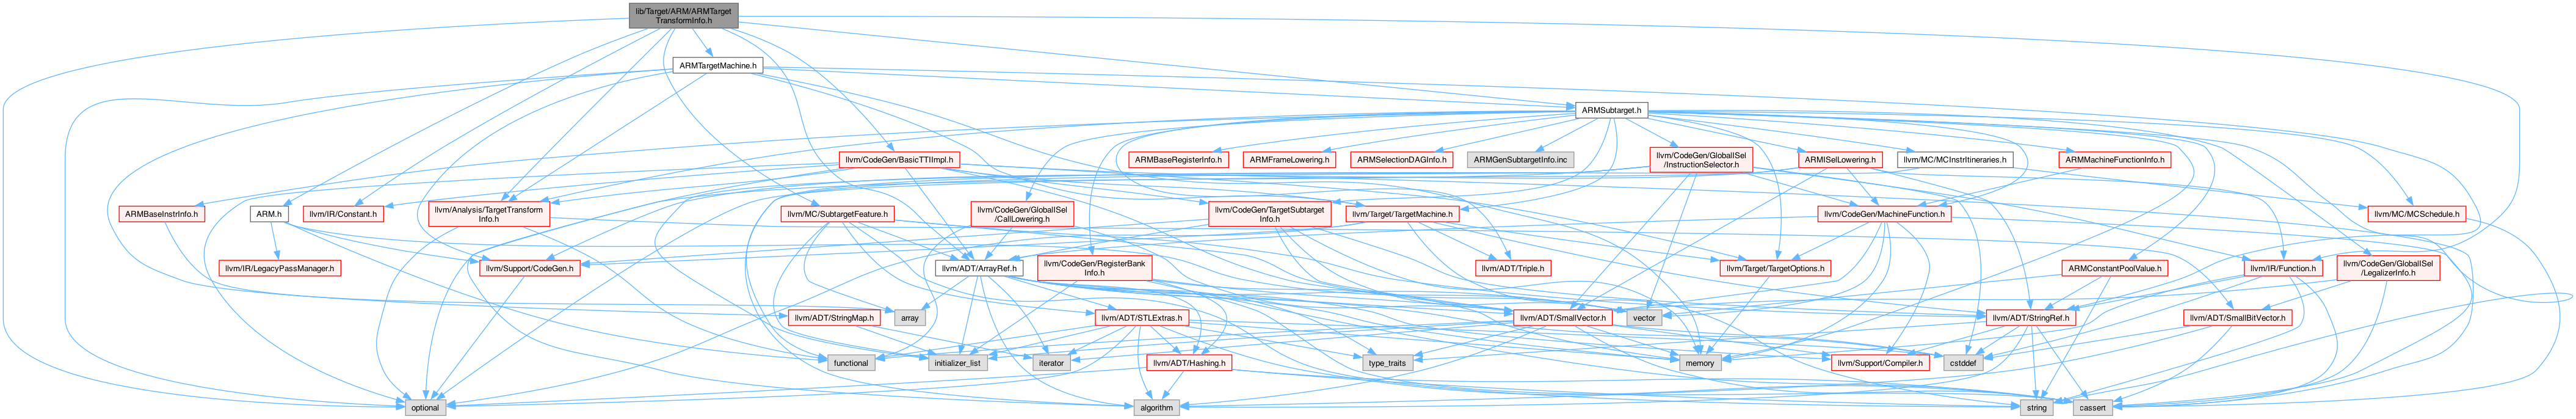 lib/Target/ARM/ARMTarget
TransformInfo.h
ARMTargetMachine.h
ARMSubtarget.h
llvm/CodeGen/BasicTTIImpl.h
ARMBaseRegisterInfo.h
ARMFrameLowering.h
ARMSelectionDAGInfo.h
ARMGenSubtargetInfo.inc
llvm/CodeGen/GlobalISel
/InstructionSelector.h
ARMISelLowering.h
llvm/MC/MCInstrItineraries.h
ARMMachineFunctionInfo.h
ARMBaseInstrInfo.h
ARM.h
llvm/IR/Constant.h
llvm/Analysis/TargetTransform
Info.h
llvm/MC/SubtargetFeature.h
llvm/CodeGen/GlobalISel
/CallLowering.h
llvm/CodeGen/TargetSubtarget
Info.h
llvm/Target/TargetMachine.h
llvm/CodeGen/MachineFunction.h
llvm/MC/MCSchedule.h
llvm/IR/LegacyPassManager.h
llvm/Support/CodeGen.h
llvm/ADT/ArrayRef.h
llvm/CodeGen/RegisterBank
Info.h
llvm/ADT/Triple.h
llvm/Target/TargetOptions.h
ARMConstantPoolValue.h
llvm/IR/Function.h
llvm/CodeGen/GlobalISel
/LegalizerInfo.h
llvm/ADT/StringMap.h
array
llvm/ADT/STLExtras.h
llvm/ADT/SmallVector.h
vector
llvm/ADT/StringRef.h
llvm/ADT/SmallBitVector.h
functional
initializer_list
iterator
llvm/ADT/Hashing.h
type_traits
memory
llvm/Support/Compiler.h
cstddef
optional
algorithm
string
cassert